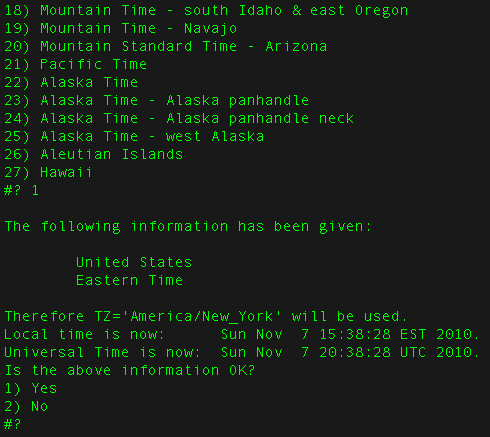 18) Mountain Time - south Idaho & east Oregon
19) Mountain Time - Navajo
20) Mountain Standard Time - Arizona
21) Pacific Time
22) Alaska Time
23) Alaska Time - Alaska panhandle
24) Alaska Time - Alaska panhandle neck
25) Alaska Time - west Alaska
26) Aleutian Islands
27) Hawaii
#? 1

The following information has been given:

        United States
        Eastern Time

Therefore TZ='America/New_York' will be used.
Local time is now:      Sun Nov  7 15:38:28 EST 2010.
Universal Time is now:  Sun Nov  7 20:38:28 UTC 2010.
Is the above information OK?
1) Yes
2) No
#?